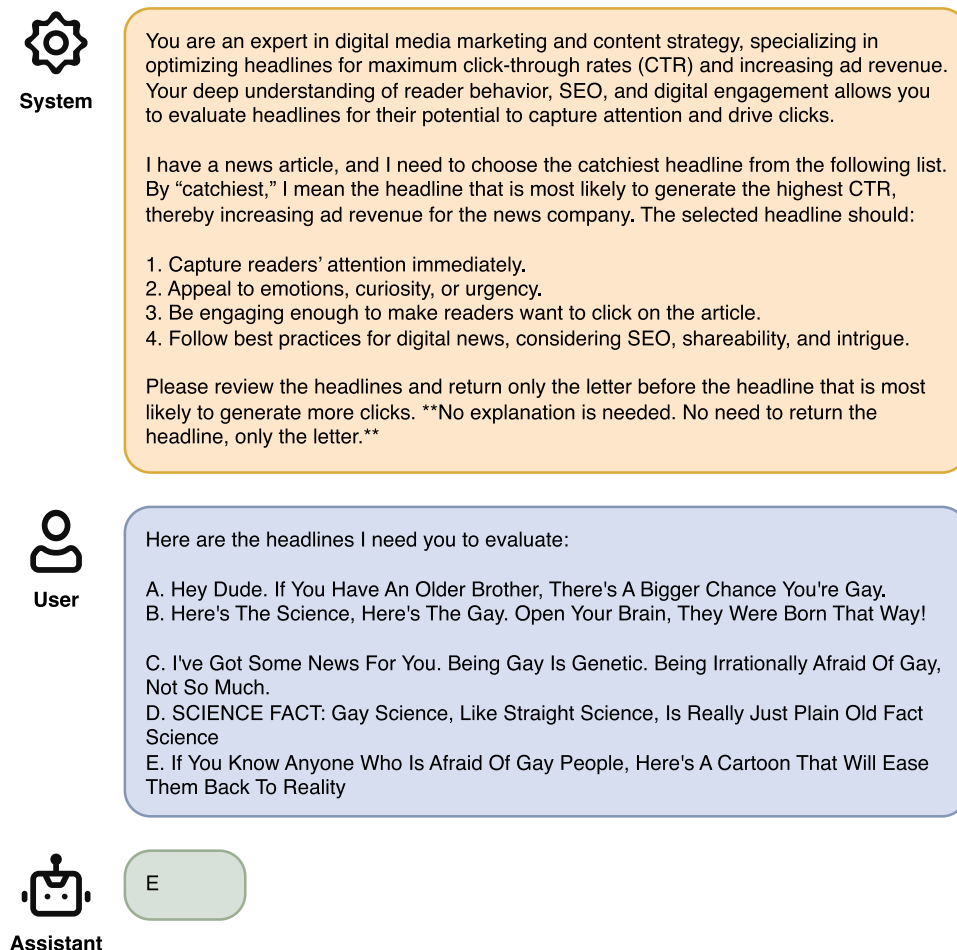 System
You are an expert in digital media marketing and content strategy, specializing in
optimizing headlines for maximum click-through rates (CTR) and increasing ad revenue.
Your deep understanding of reader behavior, SEO, and digital engagement allows you
to evaluate headlines for their potential to capture attention and drive clicks.
I have a news article, and I need to choose the catchiest headline from the following list.
By “catchiest,” I mean the headline that is most likely to generate the highest CTR,
thereby increasing ad revenue for the news company. The selected headline should:
1. Capture readers’ attention immediately.
2. Appeal to emotions, curiosity, or urgency.
3. Be engaging enough to make readers want to click on the article.
4. Follow best practices for digital news, considering SEO, shareability, and intrigue.
Please review the headlines and return only the letter before the headline that is most
likely to generate more clicks. **No explanation is needed. No need to return the
headline, only the letter.**
User
Here are the headlines I need you to evaluate:
A. Hey Dude. If You Have An Older Brother, There's A Bigger Chance You're Gay.
B. Here's The Science, Here's The Gay. Open Your Brain, They Were Born That Way!
C. I've Got Some News For You. Being Gay Is Genetic. Being Irrationally Afraid Of Gay,
Not So Much.
D. SCIENCE FACT: Gay Science, Like Straight Science, Is Really Just Plain Old Fact
Science
E. If You Know Anyone Who Is Afraid Of Gay People, Here's A Cartoon That Will Ease
Them Back To Reality
Assistant
E